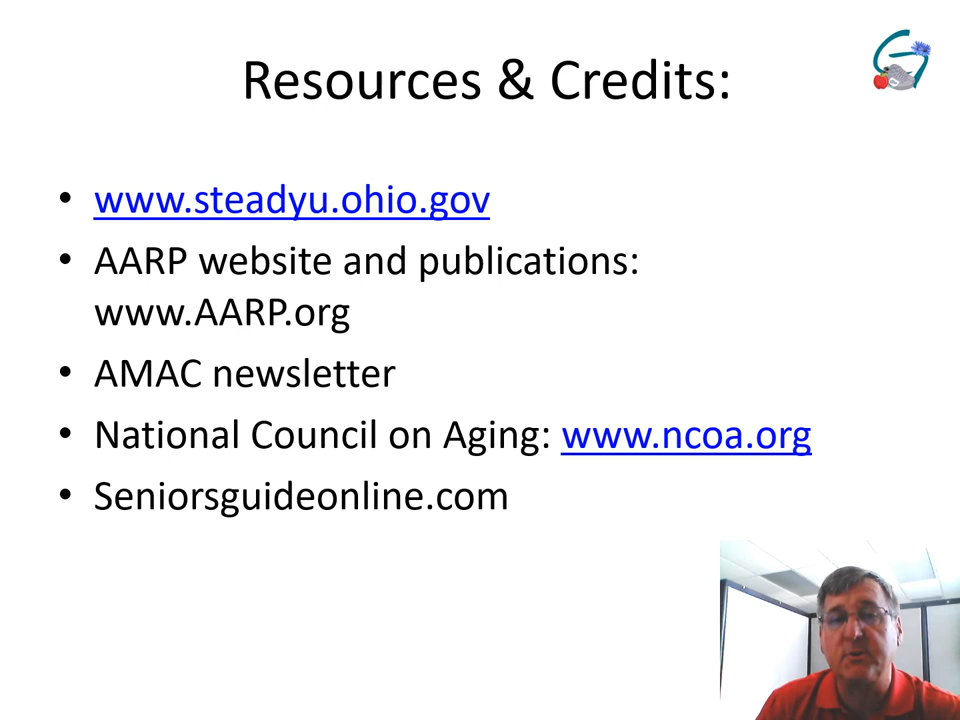 Resources & Credits:
• www.steadyu.ohio.gov
• AARP website and publications:
www.AARP.org
• AMAC newsletter
• National Council on Aging: www.ncoa.org
• Seniorsguideonline.com